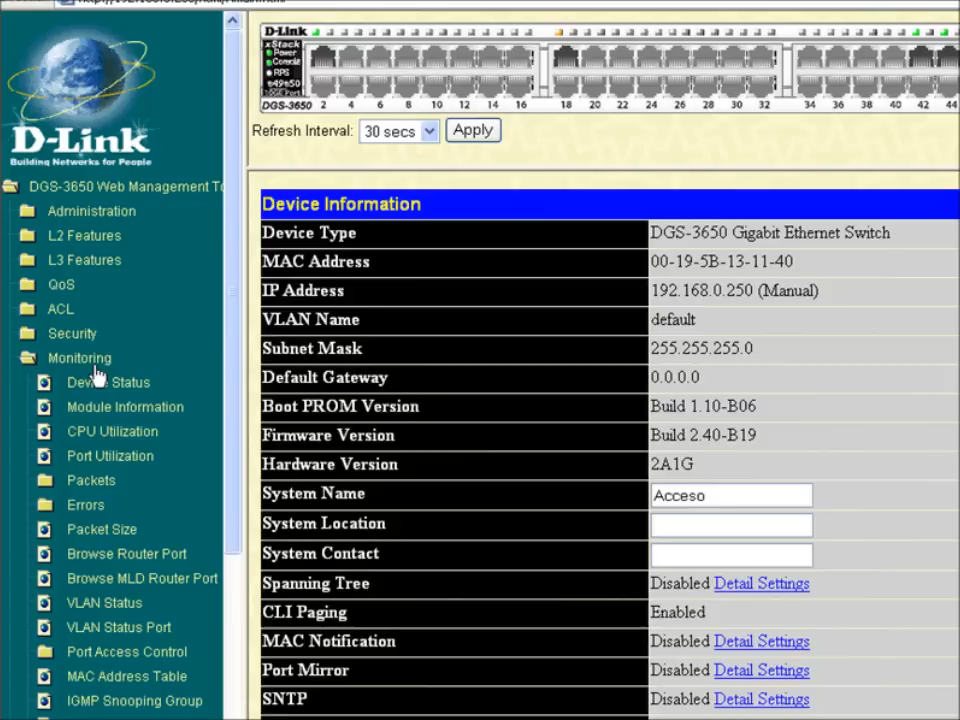 D-Link
Building Networks for People
DGS-3650 Web Management To
Administration
L2 Features
L3 Features
QoS
ACL
Security
Monitoring
Device Status
Module Information
CPU Utilization
Port Utilization
Packets
Errors
Packet Size
Browse Router Port
Browse MLD Router Port
VLAN Status
VLAN Status Port
Port Access Control
MAC Address Table
IGMP Snooping Group
D-Link
xStack
Power
Console
RPS
DGS-3650
2 4 6 8 10 12 14 16 18 20 22 24 26 28 30 32 34 36 38 40 42 44
Refresh Interval: 30 secs Apply
Device Information
Device Type DGS-3650 Gigabit Ethernet Switch
MAC Address 00-19-5B-13-11-40
IP Address 192.168.0.250 (Manual)
VLAN Name default
Subnet Mask 255.255.255.0
Default Gateway 0.0.0.0
Boot PROM Version Build 1.10-B06
Firmware Version Build 2.40-B19
Hardware Version 2A1G
System Name Acceso
System Location
System Contact
Spanning Tree Disabled Detail Settings
CLI Paging Enabled
MAC Notification Disabled Detail Settings
Port Mirror Disabled Detail Settings
SNTP Disabled Detail Settings